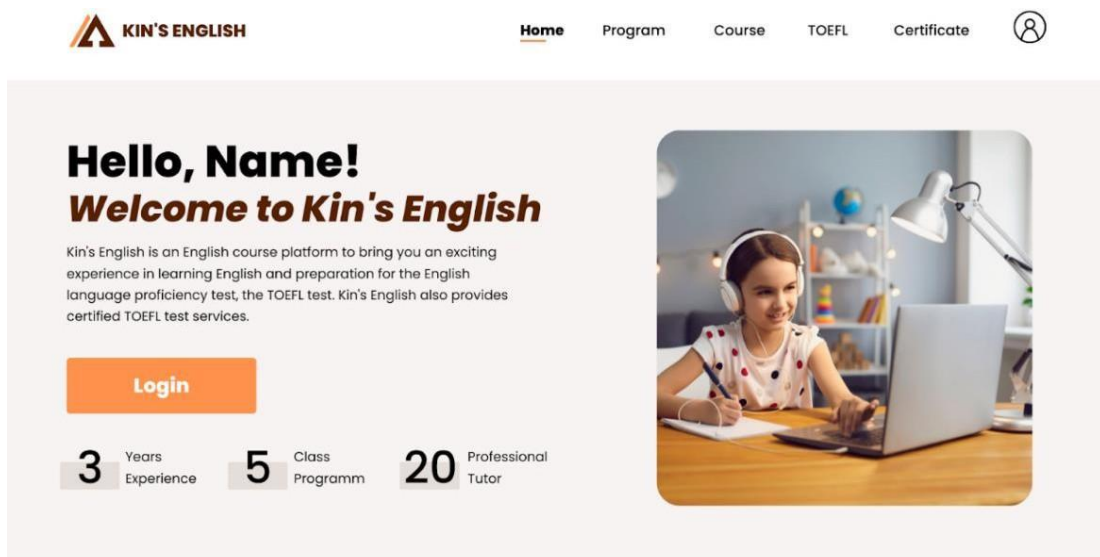 KIN'S ENGLISH
Home Program Course TOEFL Certificate
Hello, Name!
Welcome to Kin's English
Kin's English is an English course platform to bring you an exciting
experience in learning English and preparation for the English
language proficiency test, the TOEFL test. Kin's English also provides
certified TOEFL test services.
Login
3 Years
Experience
5 Class
Programm
20 Professional
Tutor